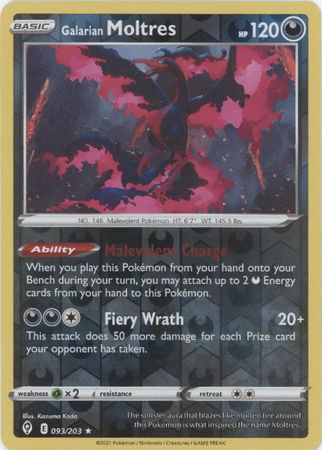 BASIC
Galarian Moltres HP 120
NO. 146 Malevolent Pokémon HT: 6'7" WT: 145.5 lbs.
Ability Malevolent Charge
When you play this Pokémon from your hand onto your
Bench during your turn, you may attach up to 2 Energy
cards from your hand to this Pokémon.
Fiery Wrath 20+
This attack does 50 more damage for each Prize card
your opponent has taken.
weakness ×2 resistance retreat
Illus. Kazuma Koda
The sinister aura that blazes like molten fire around
this Pokémon is what inspired the name Moltres.
E 093/203 ★
©2021 Pokémon / Nintendo / Creatures / GAME FREAK